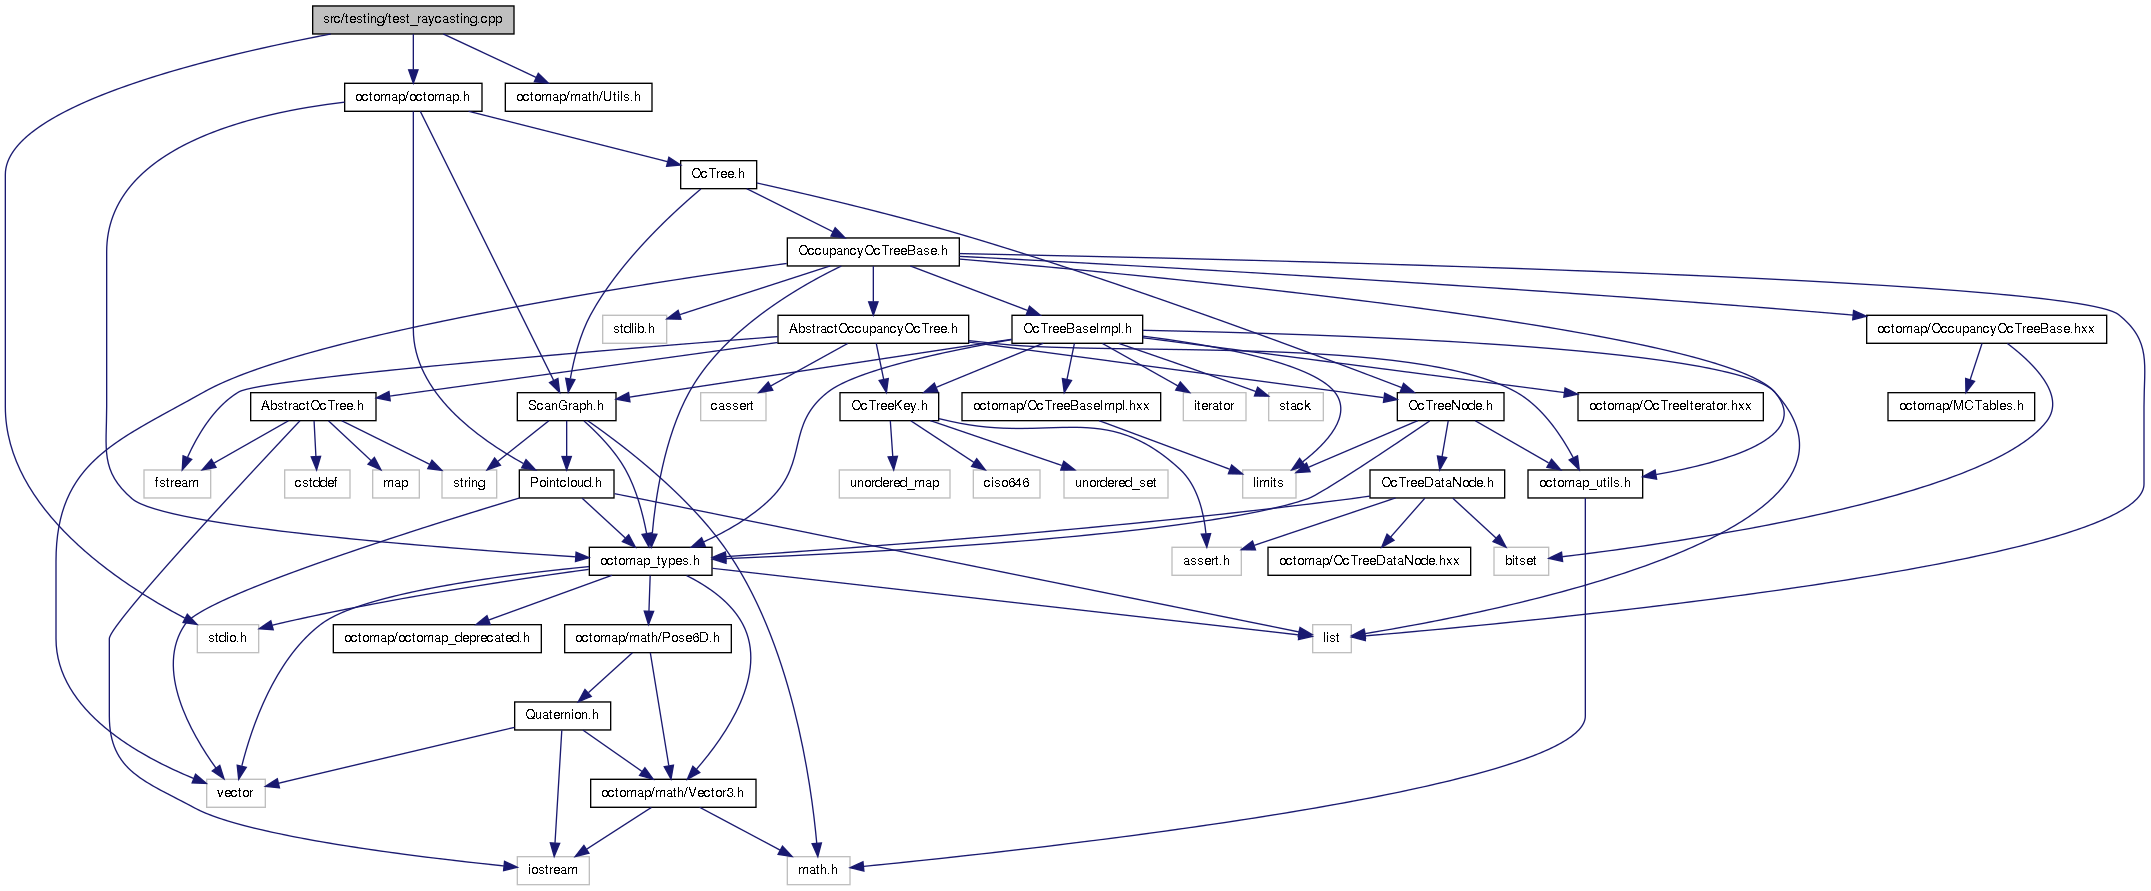 src/testing/test_raycasting.cpp
octomap/octomap.h
octomap/math/Utils.h
OcTree.h
OccupancyOcTreeBase.h
stdlib.h
AbstractOccupancyOcTree.h
OcTreeBaseImpl.h
octomap/OccupancyOcTreeBase.hxx
AbstractOcTree.h
ScanGraph.h
cassert
OcTreeKey.h
octomap/OcTreeBaseImpl.hxx
iterator
stack
OcTreeNode.h
octomap/OcTreeIterator.hxx
octomap/MCTables.h
fstream
cstddef
map
string
Pointcloud.h
unordered_map
ciso646
unordered_set
limits
OcTreeDataNode.h
octomap_utils.h
octomap_types.h
assert.h
octomap/OcTreeDataNode.hxx
bitset
stdio.h
octomap/octomap_deprecated.h
octomap/math/Pose6D.h
list
Quaternion.h
vector
octomap/math/Vector3.h
iostream
math.h